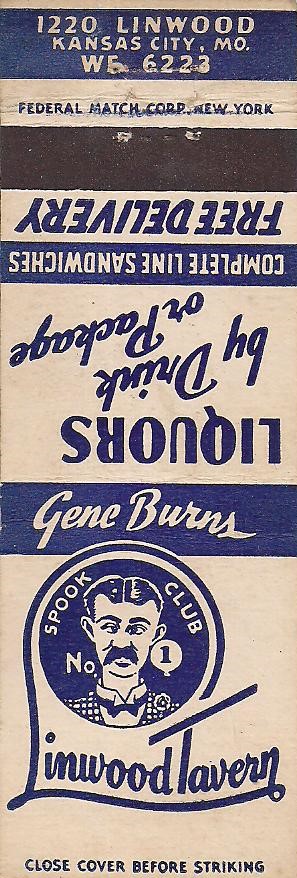 1220 LINWOOD
KANSAS CITY, MO.
WE 6223
FEDERAL MATCH CORP. NEW YORK
FREE DELIVERY
COMPLETE LINE SANDWICHES
LIQUORS
by Drink
or Package
Gene Burns
SPOOK CLUB
No. 1
Linwood Tavern
CLOSE COVER BEFORE STRIKING